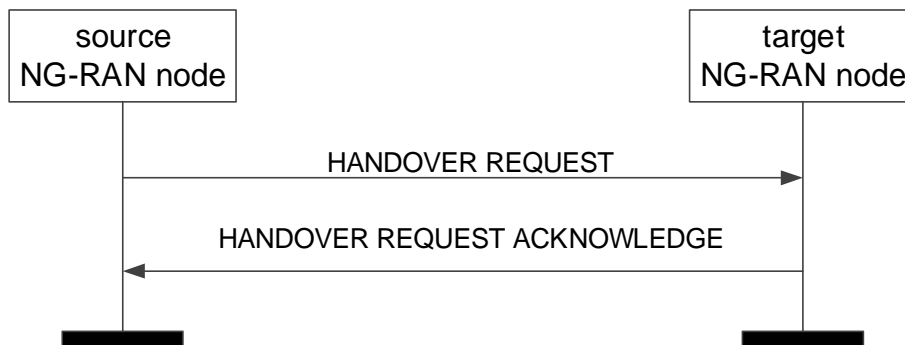 source
NG-RAN node
target
NG-RAN node
HANDOVER REQUEST
HANDOVER REQUEST ACKNOWLEDGE